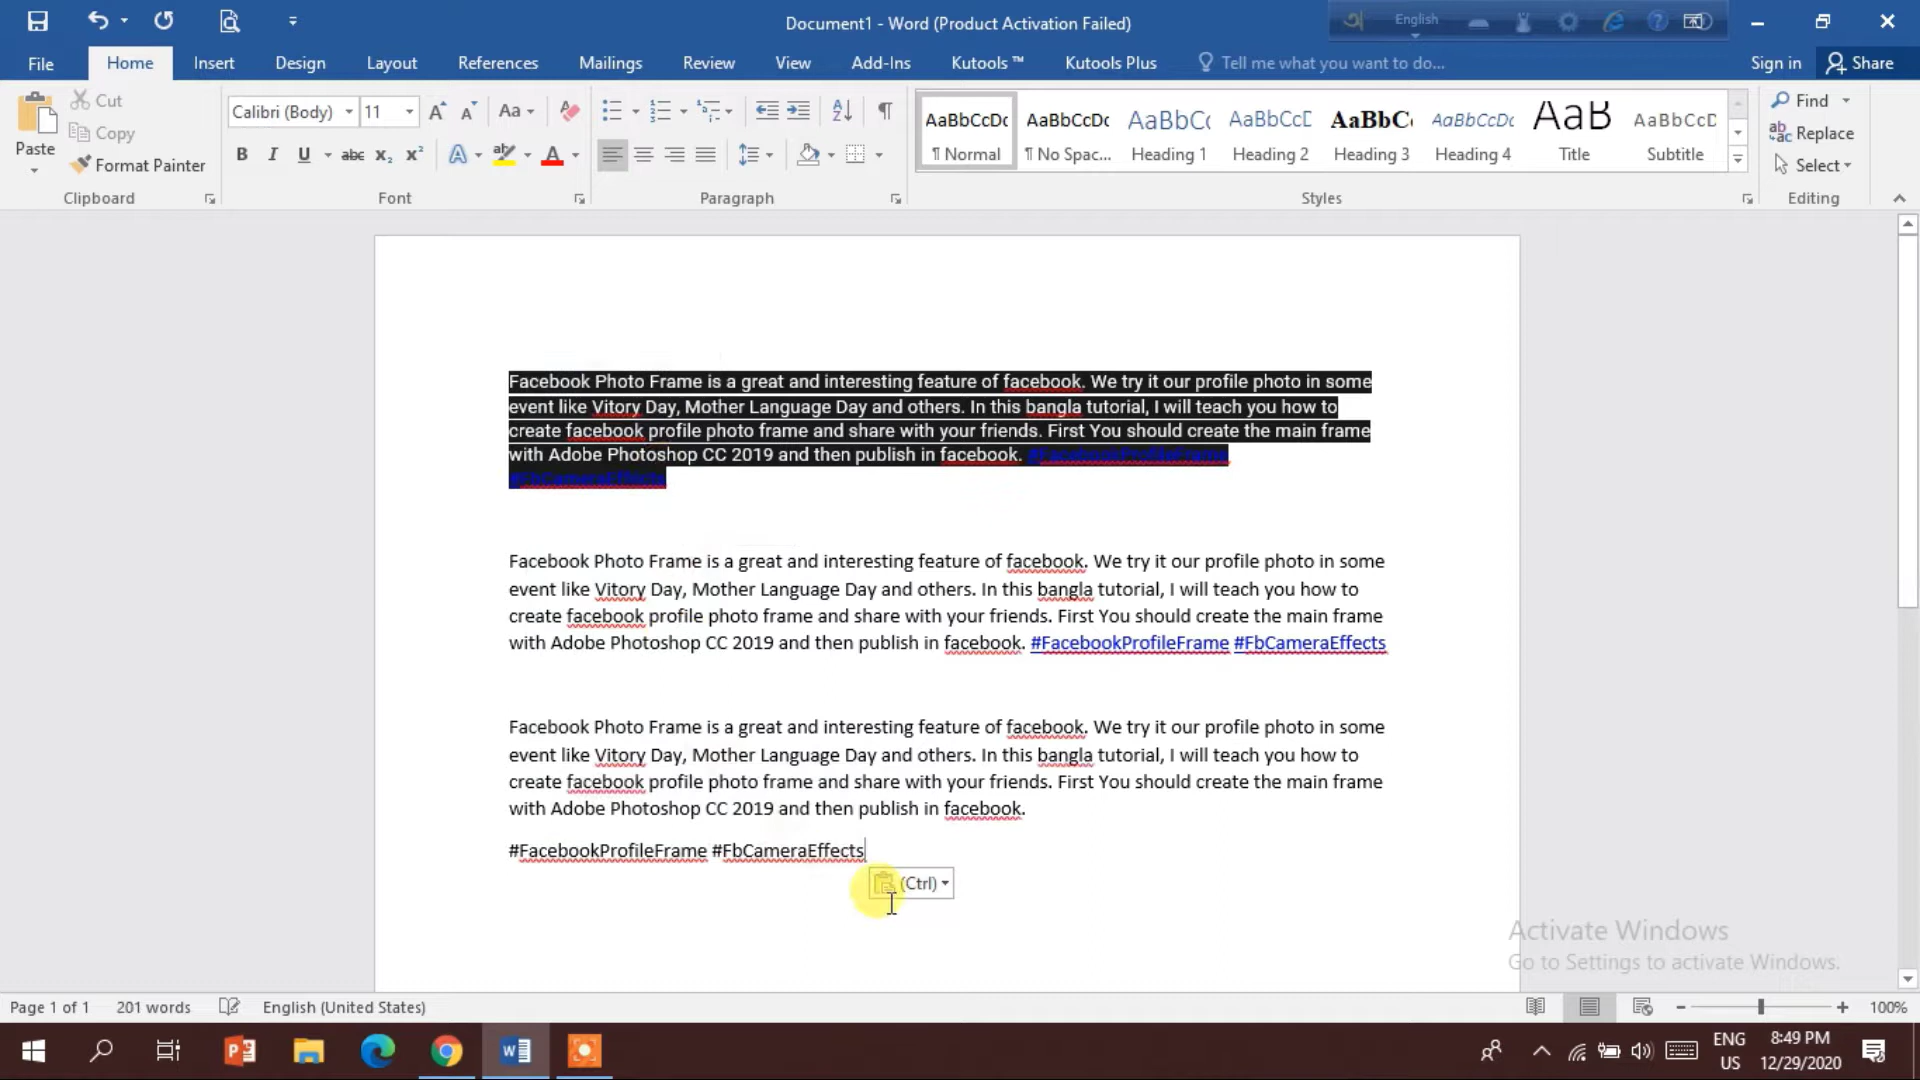 Document1 - Word (Product Activation Failed)
English
File Home Insert Design Layout References Mailings Review View Add-Ins Kutools ™ Kutools Plus Tell me what you want to do... Sign in Share
Paste
Cut
Copy
Format Painter
Clipboard
Calibri (Body) 11
Font
Paragraph
AaBbCcDc AaBbCcDc AaBbCc AaBbCcD AaBbC AaBbCcDc AaB AaBbCcD
¶ Normal ¶ No Spac... Heading 1 Heading 2 Heading 3 Heading 4 Title Subtitle
Styles
Find
Replace
Select
Editing
Facebook Photo Frame is a great and interesting feature of facebook. We try it our profile photo in some
event like Vitory Day, Mother Language Day and others. In this bangla tutorial, I will teach you how to
create facebook profile photo frame and share with your friends. First You should create the main frame
with Adobe Photoshop CC 2019 and then publish in facebook. #FacebookProfileFrame
#FbCameraEffects
Facebook Photo Frame is a great and interesting feature of facebook. We try it our profile photo in some
event like Vitory Day, Mother Language Day and others. In this bangla tutorial, I will teach you how to
create facebook profile photo frame and share with your friends. First You should create the main frame
with Adobe Photoshop CC 2019 and then publish in facebook. #FacebookProfileFrame #FbCameraEffects
Facebook Photo Frame is a great and interesting feature of facebook. We try it our profile photo in some
event like Vitory Day, Mother Language Day and others. In this bangla tutorial, I will teach you how to
create facebook profile photo frame and share with your friends. First You should create the main frame
with Adobe Photoshop CC 2019 and then publish in facebook.
#FacebookProfileFrame #FbCameraEffects
(Ctrl)
Activate Windows
Go to Settings to activate Windows.
Page 1 of 1 201 words English (United States) 100%
ENG
US
8:49 PM
12/29/2020